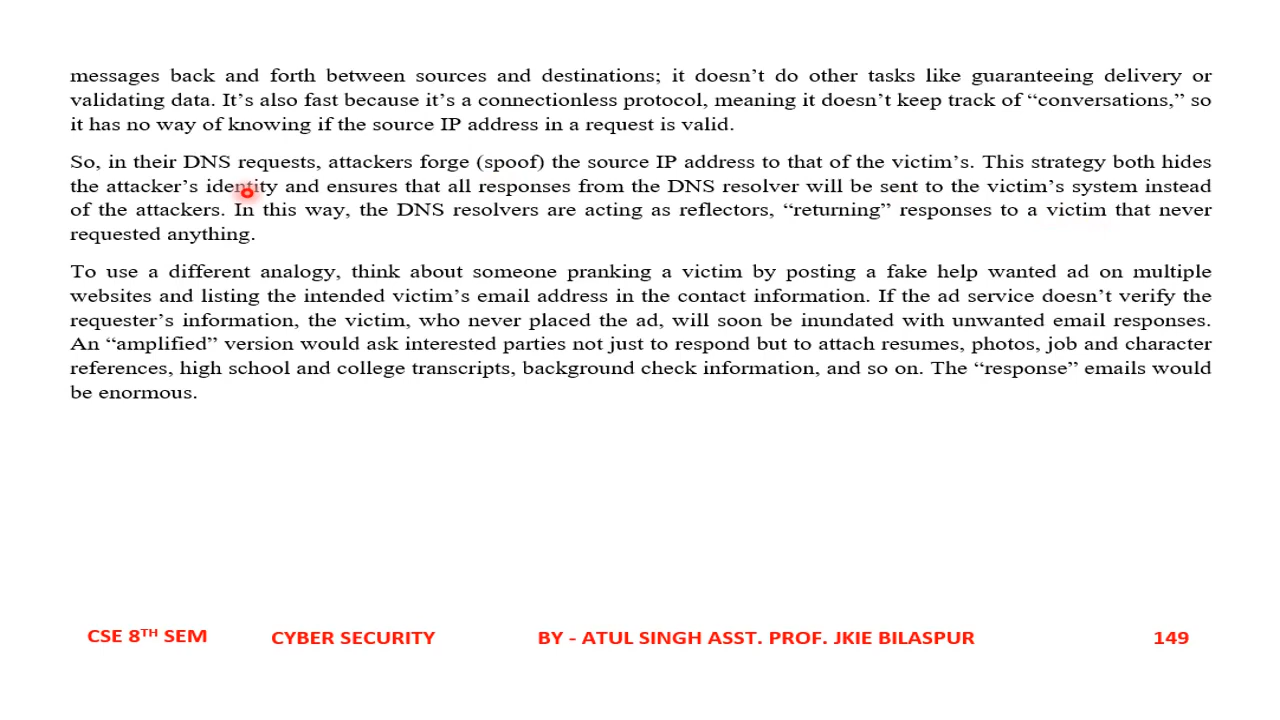 messages back and forth between sources and destinations; it doesn’t do other tasks like guaranteeing delivery or
validating data. It’s also fast because it’s a connectionless protocol, meaning it doesn’t keep track of “conversations,” so
it has no way of knowing if the source IP address in a request is valid.
So, in their DNS requests, attackers forge (spoof) the source IP address to that of the victim’s. This strategy both hides
the attacker’s identity and ensures that all responses from the DNS resolver will be sent to the victim’s system instead
of the attackers. In this way, the DNS resolvers are acting as reflectors, “returning” responses to a victim that never
requested anything.
To use a different analogy, think about someone pranking a victim by posting a fake help wanted ad on multiple
websites and listing the intended victim’s email address in the contact information. If the ad service doesn’t verify the
requester’s information, the victim, who never placed the ad, will soon be inundated with unwanted email responses.
An “amplified” version would ask interested parties not just to respond but to attach resumes, photos, job and character
references, high school and college transcripts, background check information, and so on. The “response” emails would
be enormous.
CSE 8TH SEM CYBER SECURITY BY - ATUL SINGH ASST. PROF. JKIE BILASPUR 149